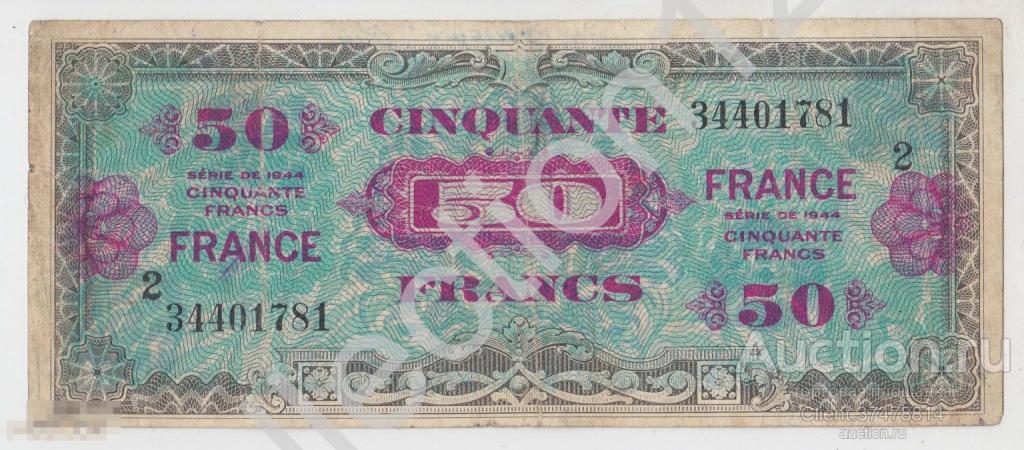 50
CINQUANTE
34401781
2
SÉRIE DE 1944
CINQUANTE
FRANCS
FRANCE
50
FRANCE
SÉRIE DE 1944
CINQUANTE
FRANCS
2
34401781
FRANCS
50
Auction.ru
Client:37478814
auction.ru